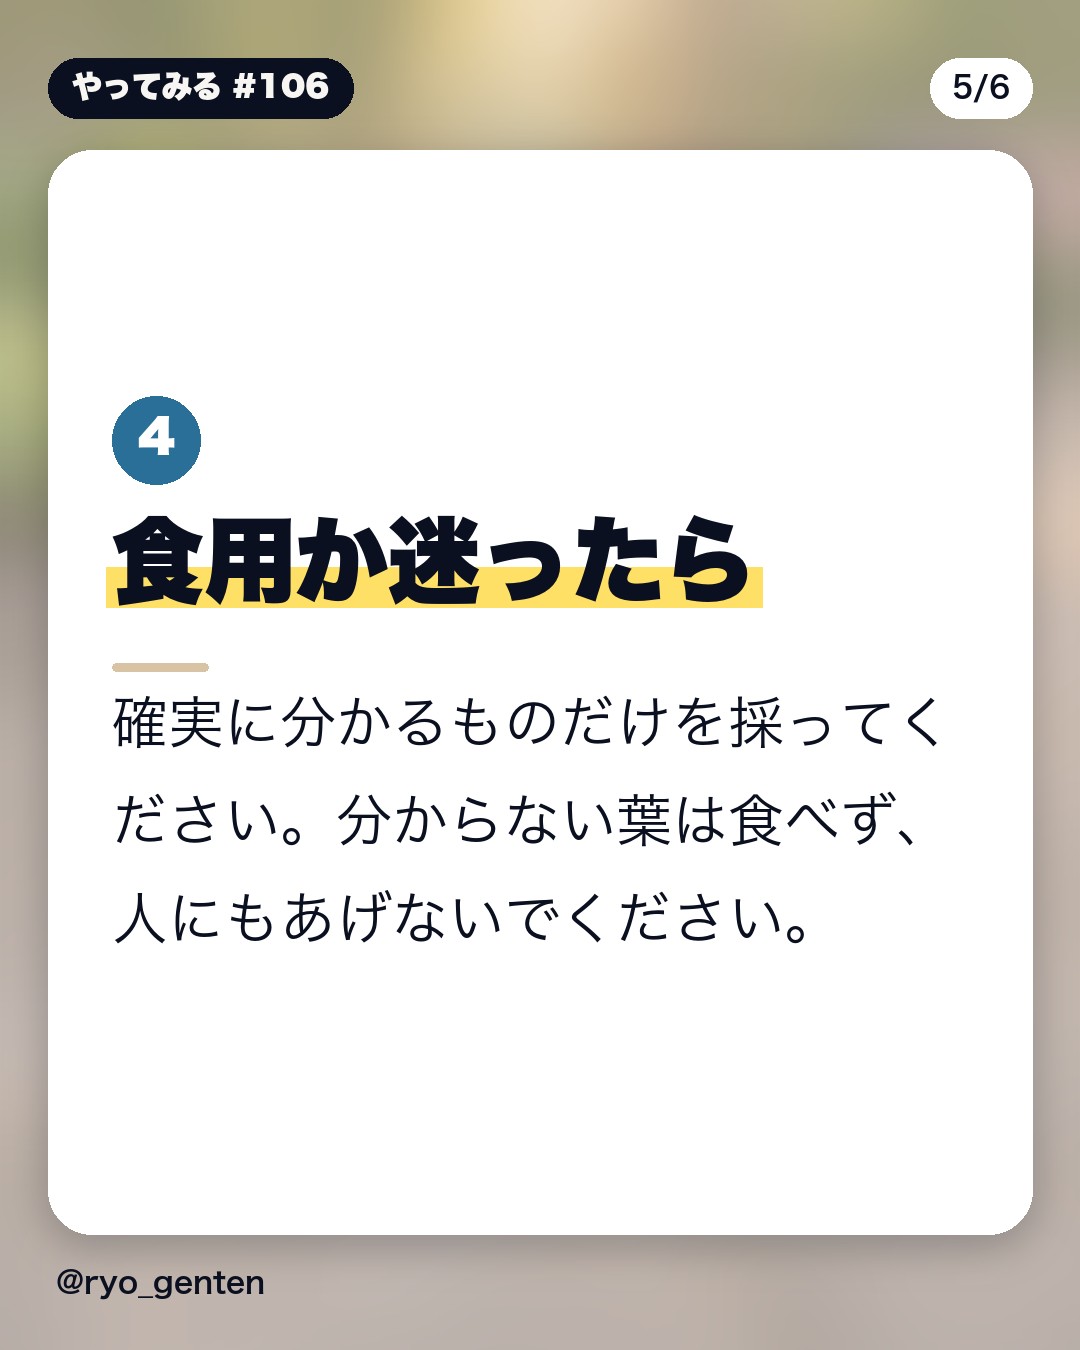 やってみる #106
5/6
4
食用か迷ったら
確実に分かるものだけを採ってく
ださい。分からない葉は食べず、
人にもあげないでください。
@ryo_genten